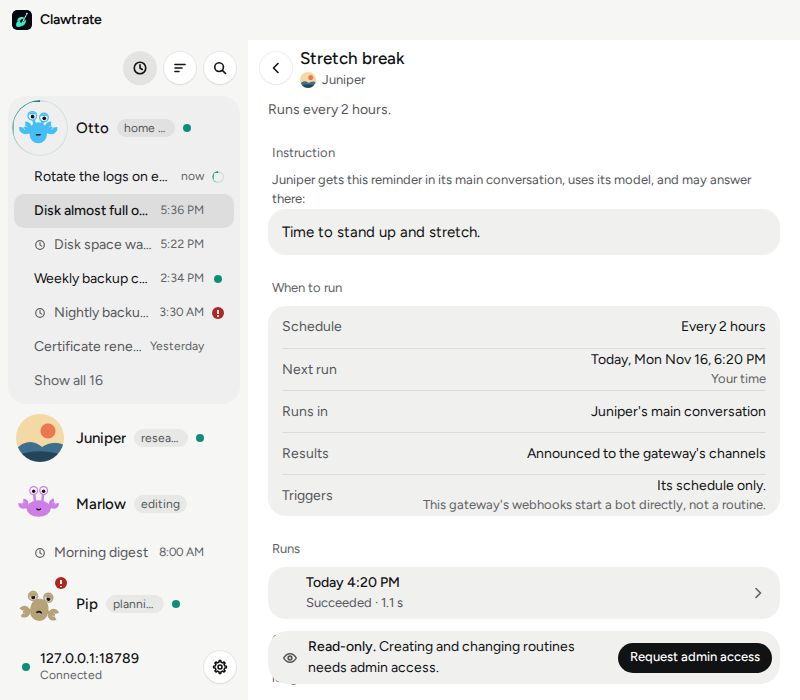 Clawtrate
Otto
home ...
Rotate the logs on e...
now
Disk almost full o...
5:36 PM
Disk space wa...
5:22 PM
Weekly backup c...
2:34 PM
Nightly backu...
3:30 AM
Certificate rene...
Yesterday
Show all 16
Juniper
resea...
Marlow
editing
Morning digest
8:00 AM
Pip
planni...
127.0.0.1:18789
Connected
Stretch break
Juniper
Runs every 2 hours.
Instruction
Juniper gets this reminder in its main conversation, uses its model, and may answer
there:
Time to stand up and stretch.
When to run
Schedule
Every 2 hours
Next run
Today, Mon Nov 16, 6:20 PM
Your time
Runs in
Juniper's main conversation
Results
Announced to the gateway's channels
Triggers
Its schedule only.
This gateway's webhooks start a bot directly, not a routine.
Runs
Today 4:20 PM
Succeeded · 1.1 s
Read-only. Creating and changing routines
needs admin access.
Request admin access